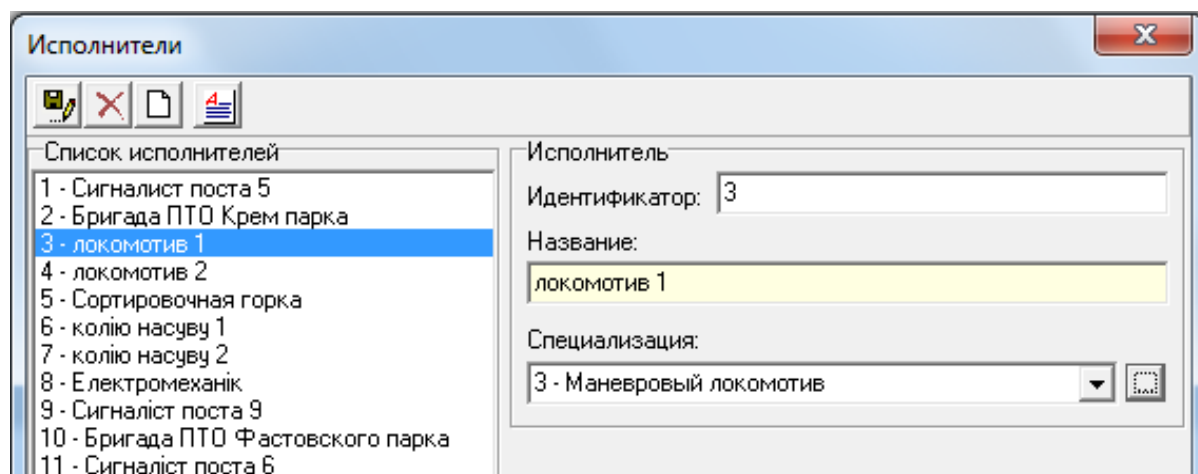 Исполнители
Список исполнителей
1 - Сигналист поста 5
2 - Бригада ПТО Крем парка
3 - локомотив 1
4 - локомотив 2
5 - Сортировочная горка
6 - колію насуву 1
7 - колію насуву 2
8 - Електромеханік
9 - Сигналіст поста 9
10 - Бригада ПТО Фастовского парка
11 - Сигналіст поста 6
Исполнитель
Идентификатор: 3
Название:
локомотив 1
Специализация:
3 - Маневровый локомотив